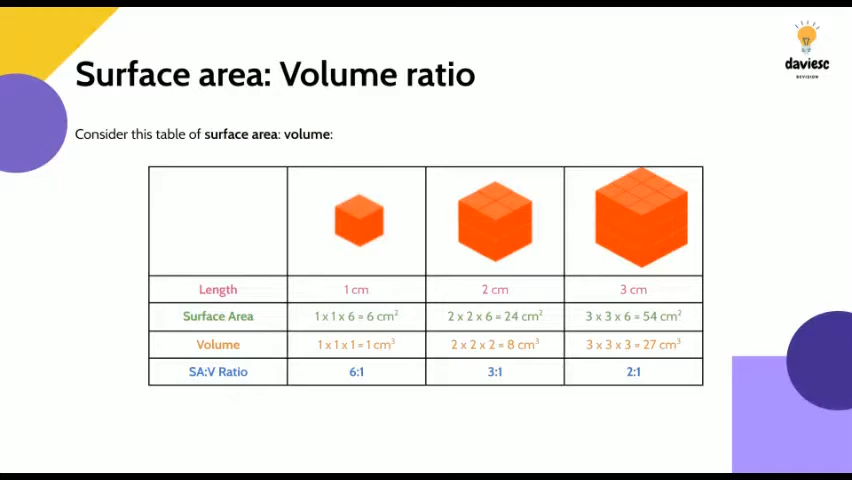 daviesc
REVISION
Surface area: Volume ratio
Consider this table of surface area: volume:
Length 1 cm 2 cm 3 cm
Surface Area 1 x 1 x 6 = 6 cm² 2 x 2 x 6 = 24 cm² 3 x 3 x 6 = 54 cm²
Volume 1 x 1 x 1 = 1 cm³ 2 x 2 x 2 = 8 cm³ 3 x 3 x 3 = 27 cm³
SA:V Ratio 6:1 3:1 2:1